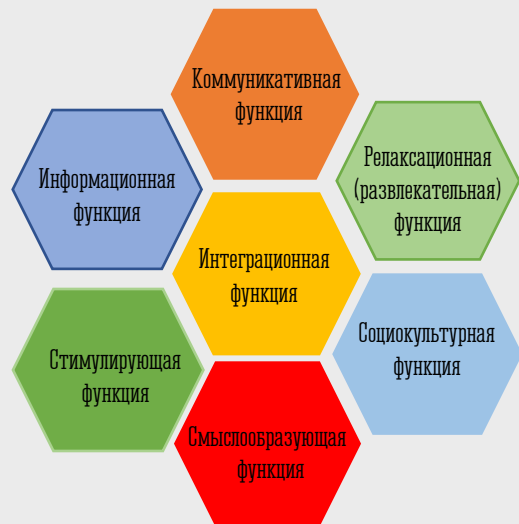 Коммуникативная
функция
Информационная
функция
Релаксационная
(развлекательная)
функция
Интеграционная
функция
Стимулирующая
функция
Социокультурная
функция
Смыслообразующая
функция